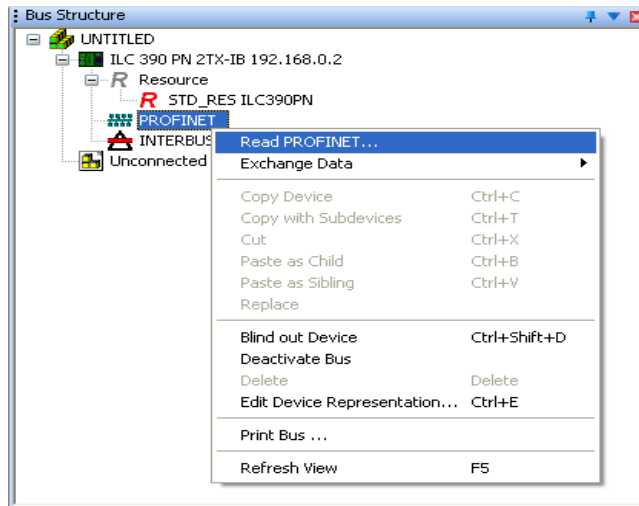 Bus Structure
UNTITLED
ILC 390 PN 2TX-IB 192.168.0.2
R Resource
R STD_RES ILC390PN
PROFINET
INTERBUS
Unconnected
Read PROFINET...
Exchange Data
Copy Device Ctrl+C
Copy with Subdevices Ctrl+T
Cut Ctrl+X
Paste as Child Ctrl+B
Paste as Sibling Ctrl+V
Replace
Blind out Device Ctrl+Shift+D
Deactivate Bus
Delete Delete
Edit Device Representation... Ctrl+E
Print Bus ...
Refresh View F5